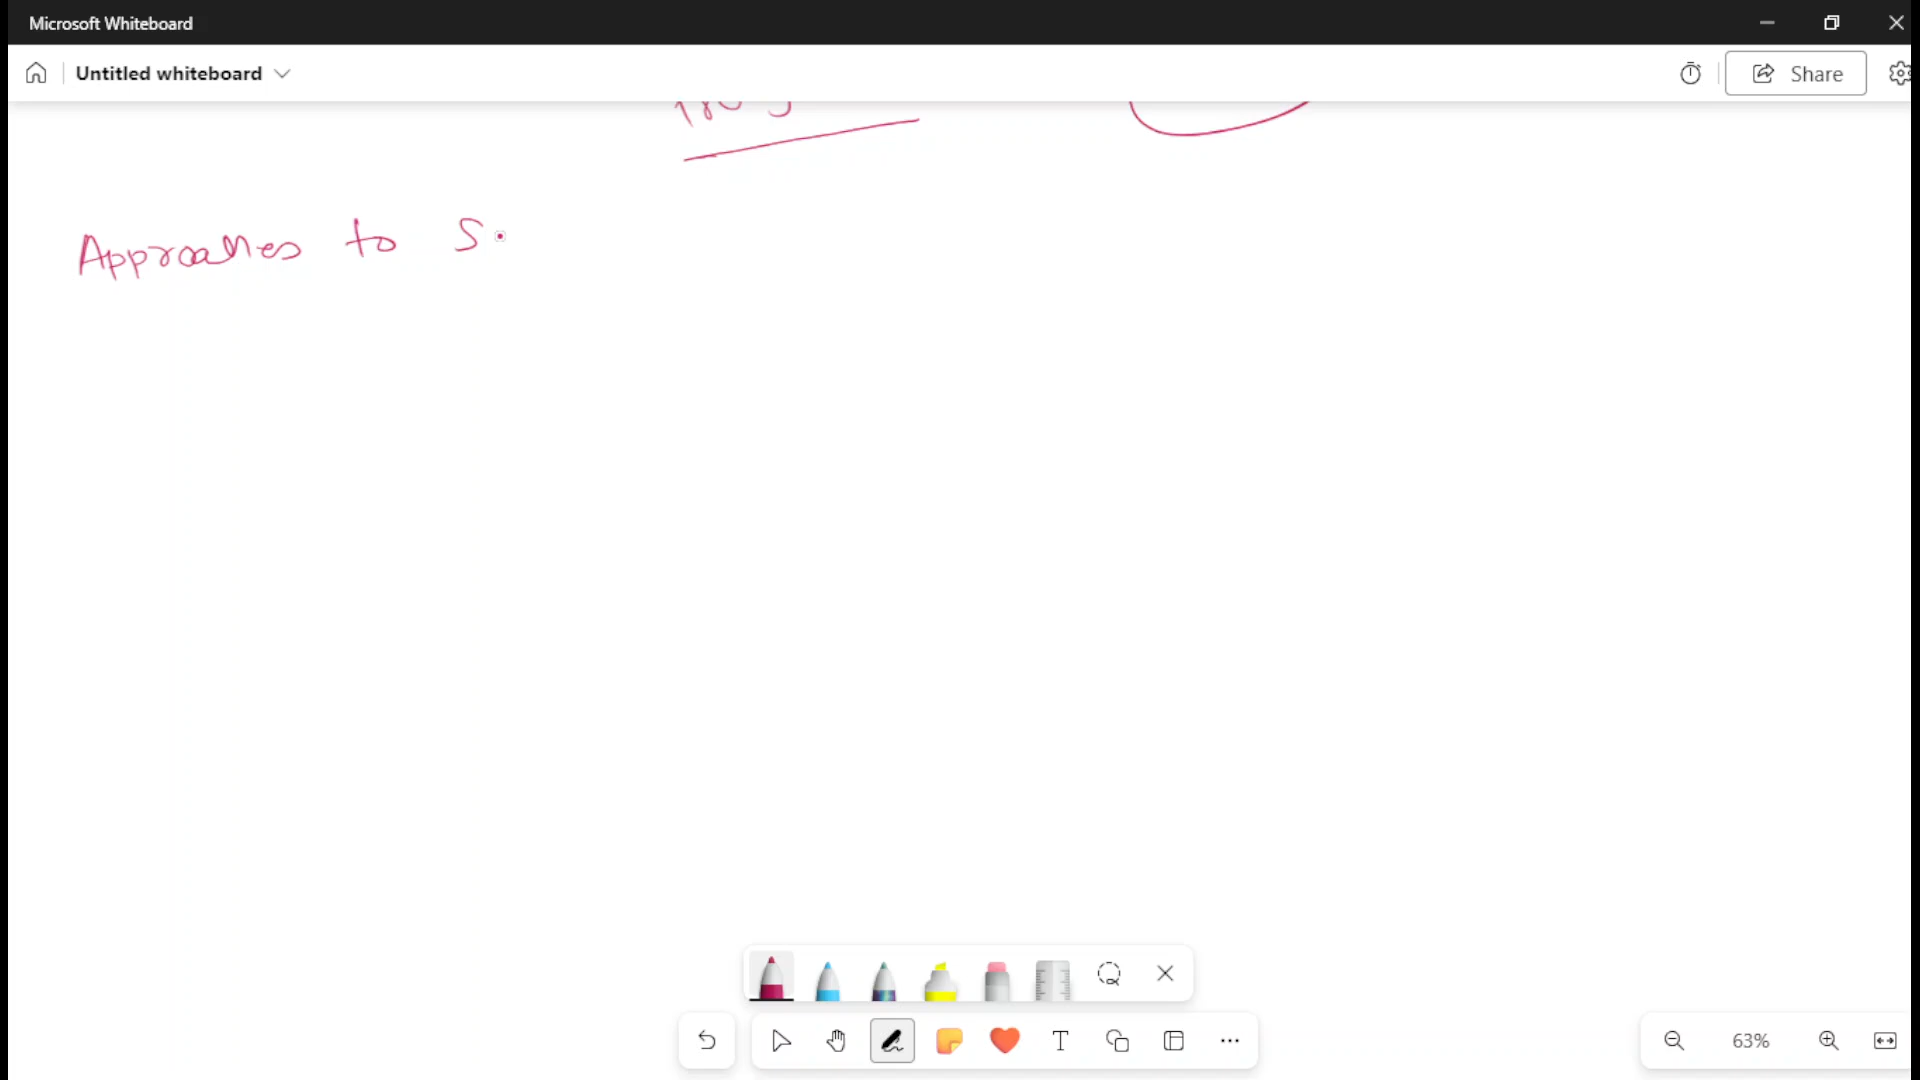 Microsoft Whiteboard
Untitled whiteboard
Share
Approaches to S
63%